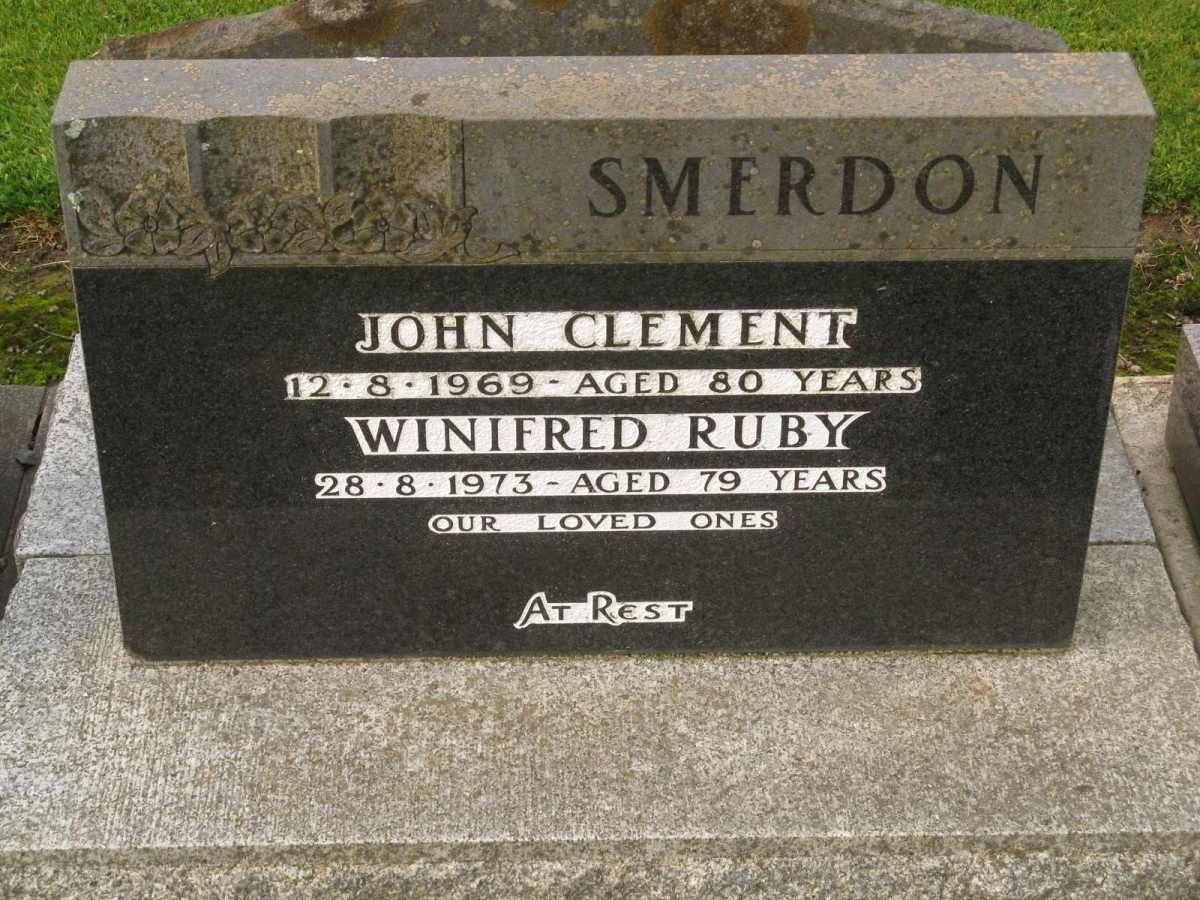 SMERDON
JOHN CLEMENT
12·8·1969 - AGED 80 YEARS
WINIFRED RUBY
28·8·1973 - AGED 79 YEARS
OUR LOVED ONES
AT REST